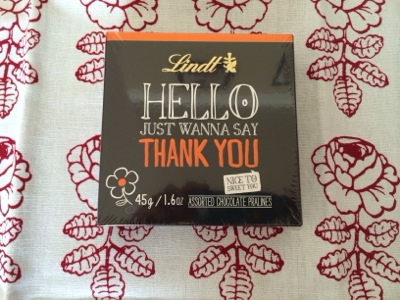 Lindt
HELLO
JUST WANNA SAY
THANK YOU
NICE TO
SWEET YOU
45g / 1.6oz ASSORTED CHOCOLATE PRALINES